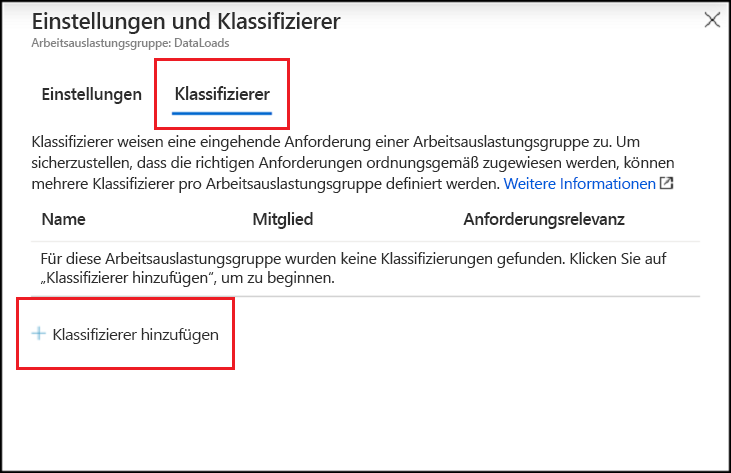 Einstellungen und Klassifizierer
Arbeitsauslastungsgruppe: DataLoads
Einstellungen Klassifizierer
Klassifizierer weisen eine eingehende Anforderung einer Arbeitsauslastungsgruppe zu. Um
sicherzustellen, dass die richtigen Anforderungen ordnungsgemäß zugewiesen werden, können
mehrere Klassifizierer pro Arbeitsauslastungsgruppe definiert werden. Weitere Informationen
Name Mitglied Anforderungsrelevanz
Für diese Arbeitsauslastungsgruppe wurden keine Klassifizierungen gefunden. Klicken Sie auf
„Klassifizierer hinzufügen“, um zu beginnen.
+ Klassifizierer hinzufügen